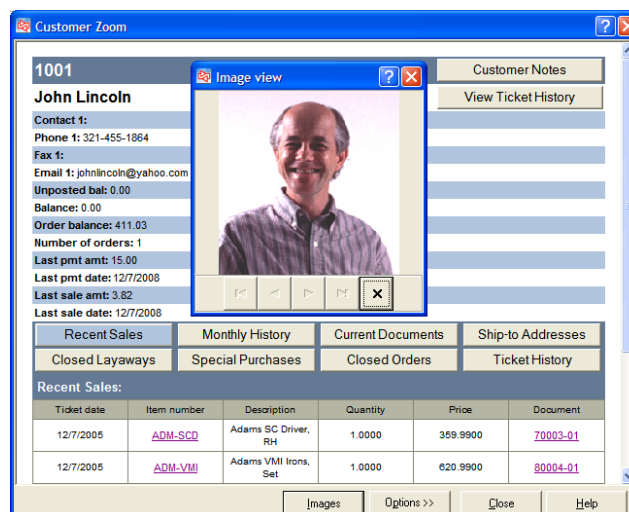 Customer Zoom
1001
Customer Notes
John Lincoln
View Ticket History
Image view
Contact 1:
Phone 1: 321-455-1864
Fax 1:
Email 1: johnlincoln@yahoo.com
Unposted bal: 0.00
Balance: 0.00
Order balance: 411.03
Number of orders: 1
Last pmt amt: 15.00
Last pmt date: 12/7/2008
Last sale amt: 3.82
Last sale date: 12/7/2008
Recent Sales Monthly History Current Documents Ship-to Addresses
Closed Layaways Special Purchases Closed Orders Ticket History
Recent Sales:
Ticket date Item number Description Quantity Price Document
12/7/2005 ADM-SCD Adams SC Driver, RH 1.0000 359.9900 70003-01
12/7/2005 ADM-VMI Adams VMI Irons, Set 1.0000 620.9900 80004-01
Images Options >> Close Help